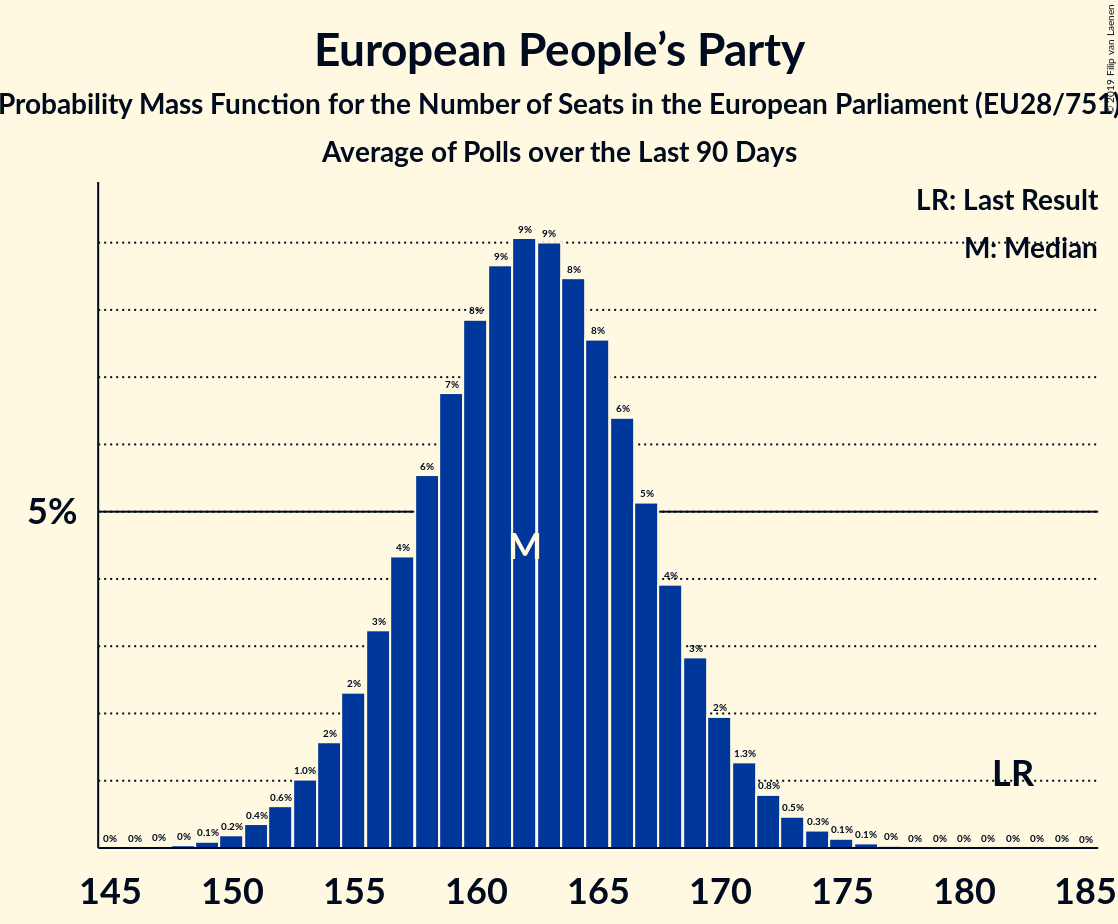 European People’s Party
Probability Mass Function for the Number of Seats in the European Parliament (EU28/751)
Average of Polls over the Last 90 Days
© 2019 Filip van Laenen
LR: Last Result
M: Median
5%
0% 0% 0% 0% 0.1% 0.2% 0.4% 0.6% 1.0% 2% 2% 3% 4% 6% 7% 8% 9% 9% 9% 8% 8% 6% 5% 4% 3% 2% 1.3% 0.8% 0.5% 0.3% 0.1% 0.1% 0% 0% 0% 0% 0% 0% 0% 0% 0%
M
LR
145 150 155 160 165 170 175 180 185